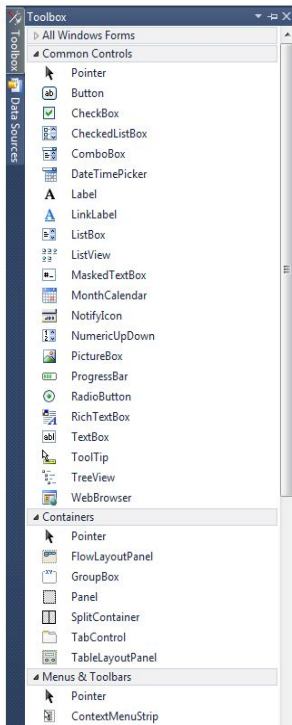 Toolbox
Toolbox
Data Sources
All Windows Forms
Common Controls
Pointer
Button
CheckBox
CheckedListBox
ComboBox
DateTimePicker
Label
LinkLabel
ListBox
ListView
MaskedTextBox
MonthCalendar
NotifyIcon
NumericUpDown
PictureBox
ProgressBar
RadioButton
RichTextBox
TextBox
ToolTip
TreeView
WebBrowser
Containers
Pointer
FlowLayoutPanel
GroupBox
Panel
SplitContainer
TabControl
TableLayoutPanel
Menus & Toolbars
Pointer
ContextMenuStrip